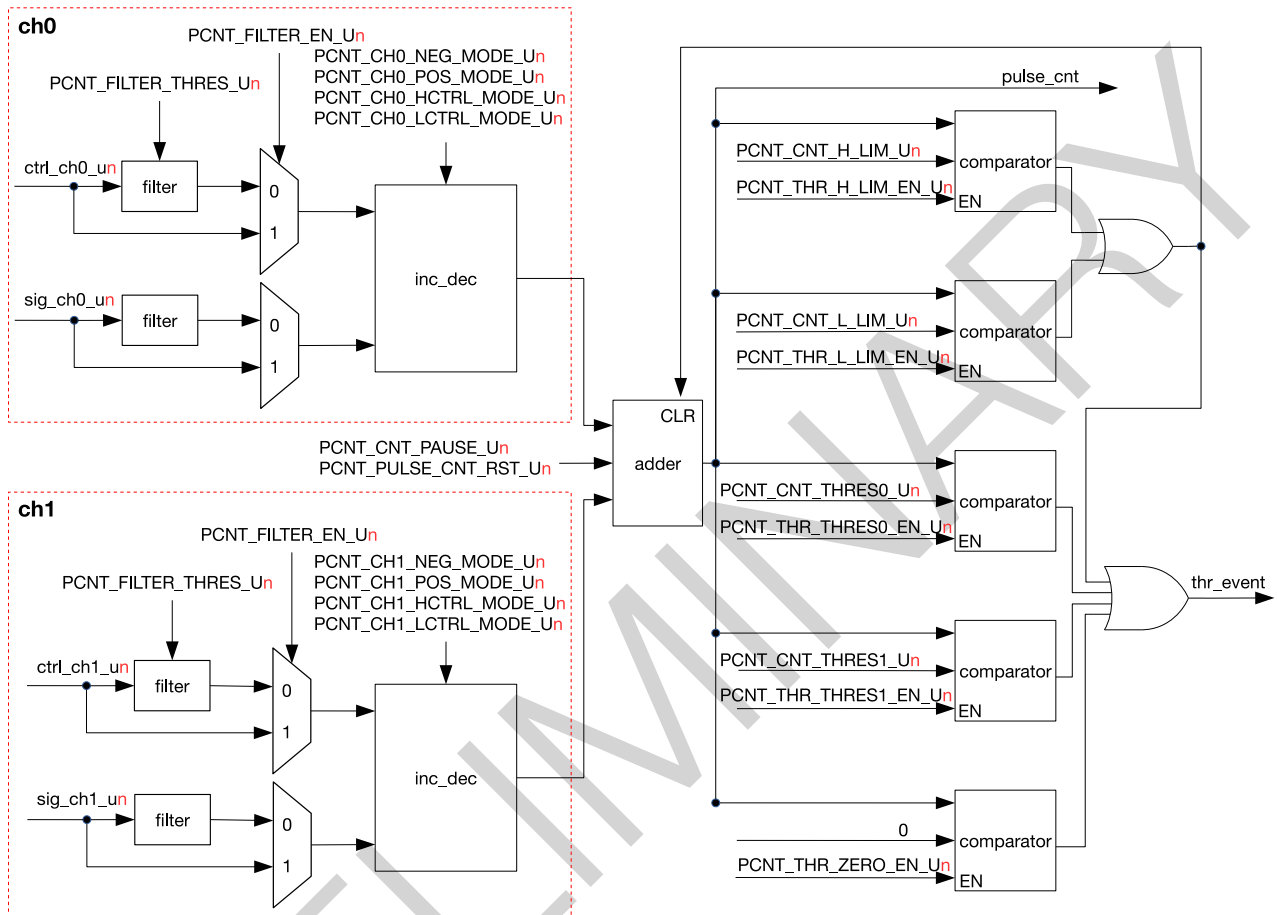 ch0
PCNT_FILTER_EN_Un
PCNT_CH0_NEG_MODE_Un
PCNT_CH0_POS_MODE_Un
PCNT_CH0_HCTRL_MODE_Un
PCNT_CH0_LCTRL_MODE_Un
PCNT_FILTER_THRES_Un
ctrl_ch0_un
filter
0
1
sig_ch0_un
filter
0
1
inc_dec
PCNT_CNT_PAUSE_Un
PCNT_PULSE_CNT_RST_Un
CLR
adder
ch1
PCNT_FILTER_EN_Un
PCNT_CH1_NEG_MODE_Un
PCNT_CH1_POS_MODE_Un
PCNT_CH1_HCTRL_MODE_Un
PCNT_CH1_LCTRL_MODE_Un
PCNT_FILTER_THRES_Un
ctrl_ch1_un
filter
0
1
sig_ch1_un
filter
0
1
inc_dec
pulse_cnt
PCNT_CNT_H_LIM_Un
comparator
PCNT_THR_H_LIM_EN_Un
EN
PCNT_CNT_L_LIM_Un
comparator
PCNT_THR_L_LIM_EN_Un
EN
PCNT_CNT_THRES0_Un
comparator
PCNT_THR_THRES0_EN_Un
EN
thr_event
PCNT_CNT_THRES1_Un
comparator
PCNT_THR_THRES1_EN_Un
EN
0
comparator
PCNT_THR_ZERO_EN_Un
EN
ELIMINARY